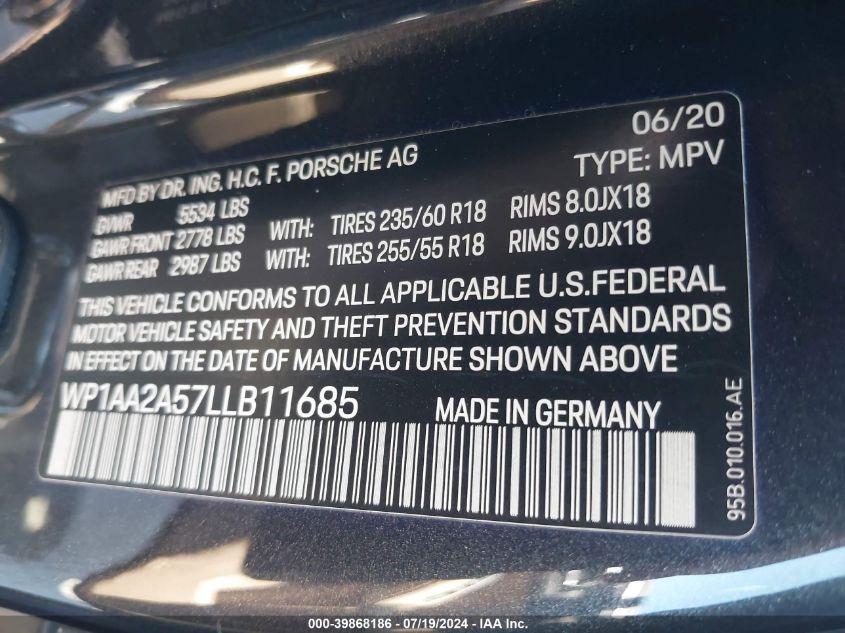 06/20
MFD BY DR. ING. H.C. F. PORSCHE AG TYPE: MPV
GVWR 5534 LBS
GAWR FRONT 2778 LBS WITH: TIRES 235/60 R18 RIMS 8.0JX18
GAWR REAR 2987 LBS WITH: TIRES 255/55 R18 RIMS 9.0JX18
THIS VEHICLE CONFORMS TO ALL APPLICABLE U.S.FEDERAL
MOTOR VEHICLE SAFETY AND THEFT PREVENTION STANDARDS
IN EFFECT ON THE DATE OF MANUFACTURE SHOWN ABOVE
WP1AA2A57LLB11685 MADE IN GERMANY
95B.010.016.AE
000-39868186 - 07/19/2024 - IAA Inc.